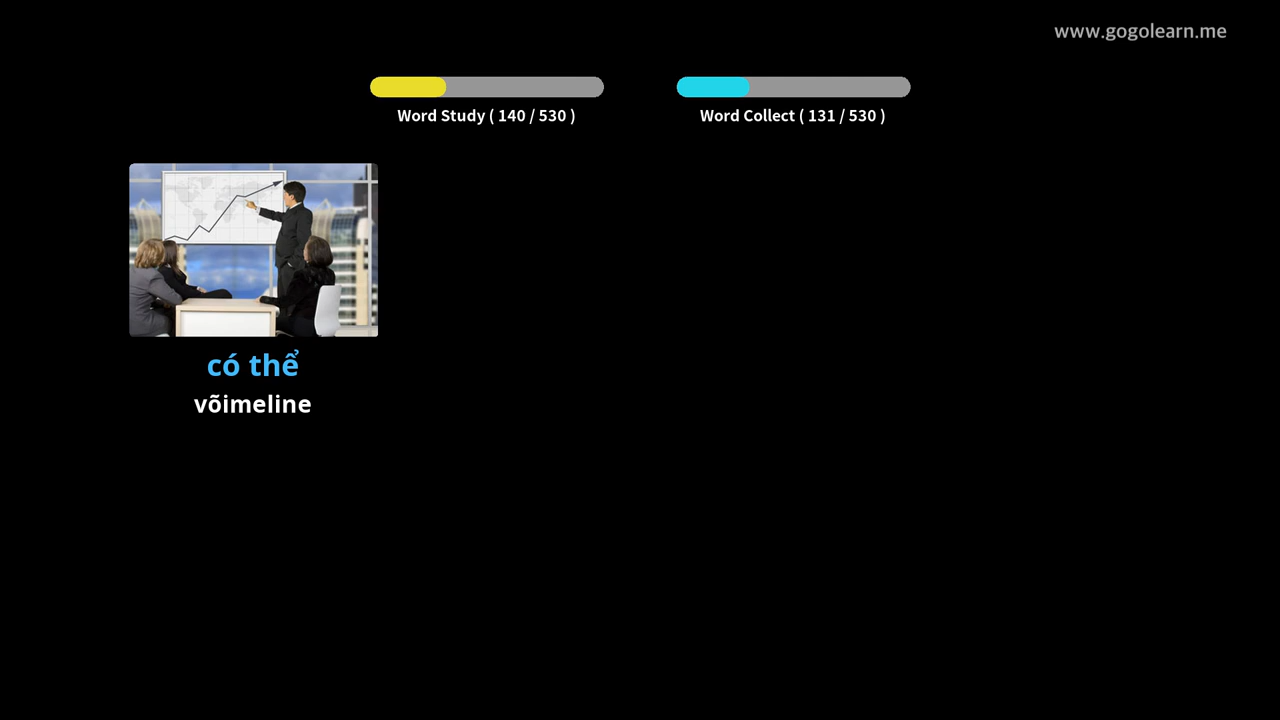 www.gogolearn.me
Word Study ( 140 / 530 )
Word Collect ( 131 / 530 )
có thể
võimeline